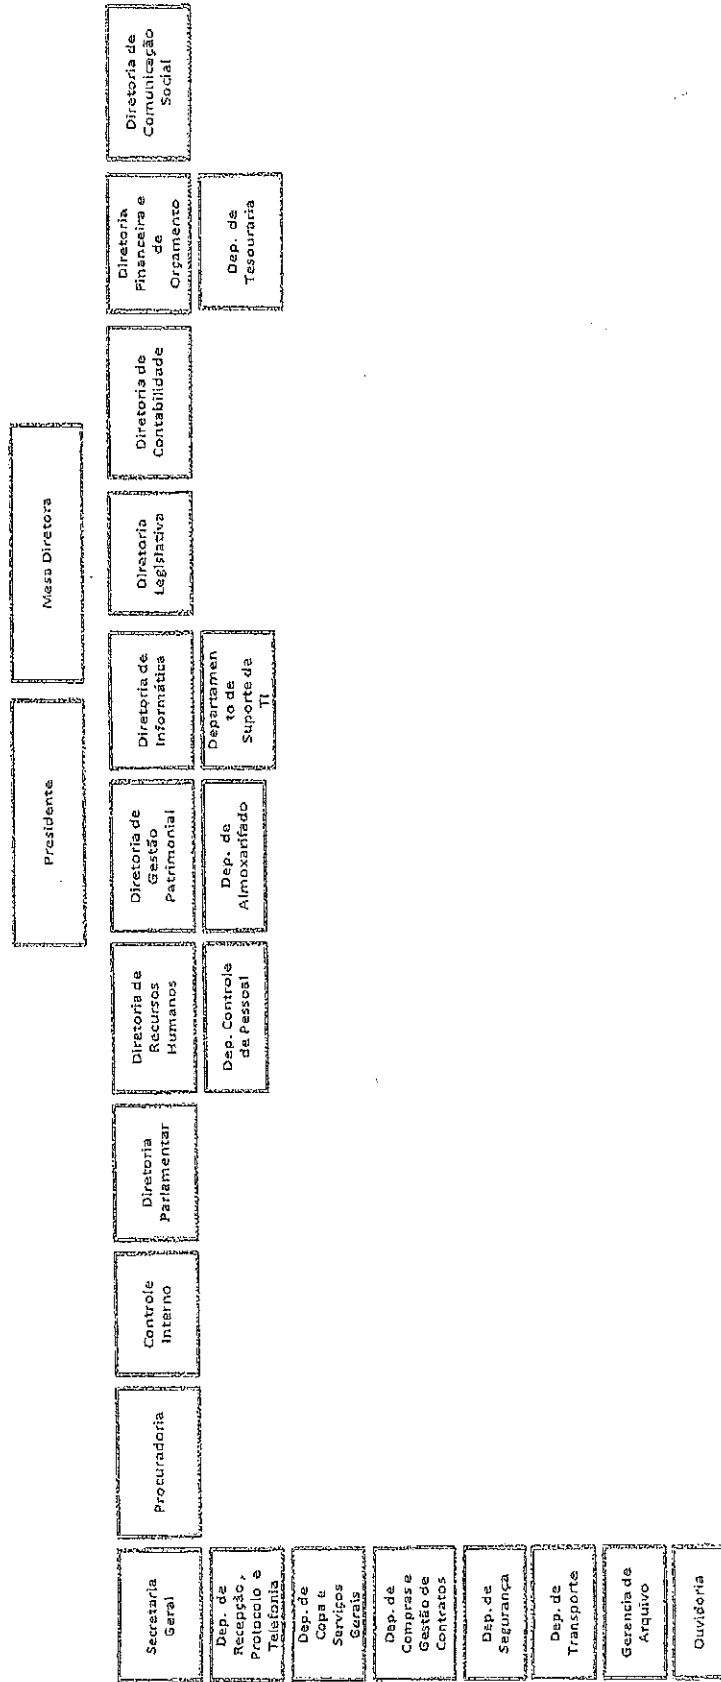 Presidente
Mesa Diretora
Secretaria
Geral
Procuradoria
Controle
Interno
Diretoria
Parlamentar
Diretoria de
Recursos
Humanos
Diretoria de
Gestão
Patrimonial
Diretoria de
Informática
Diretoria
Legislativa
Diretoria de
Contabilidade
Diretoria
Financeira e
de
Orçamento
Diretoria de
Comunicação
Social
Dep. de
Recepção,
Protocolo e
Telefonia
Dep. Controle
de Pessoal
Dep. de
Almoxarifado
Departamen
to de
Suporte de
TI
Dep. de
Tesouraria
Dep. de
Copa e
Serviços
Gerais
Dep. de
Compras e
Gestão de
Contratos
Dep. de
Segurança
Dep. de
Transporte
Gerencia de
Arquivo
Ouvidoria